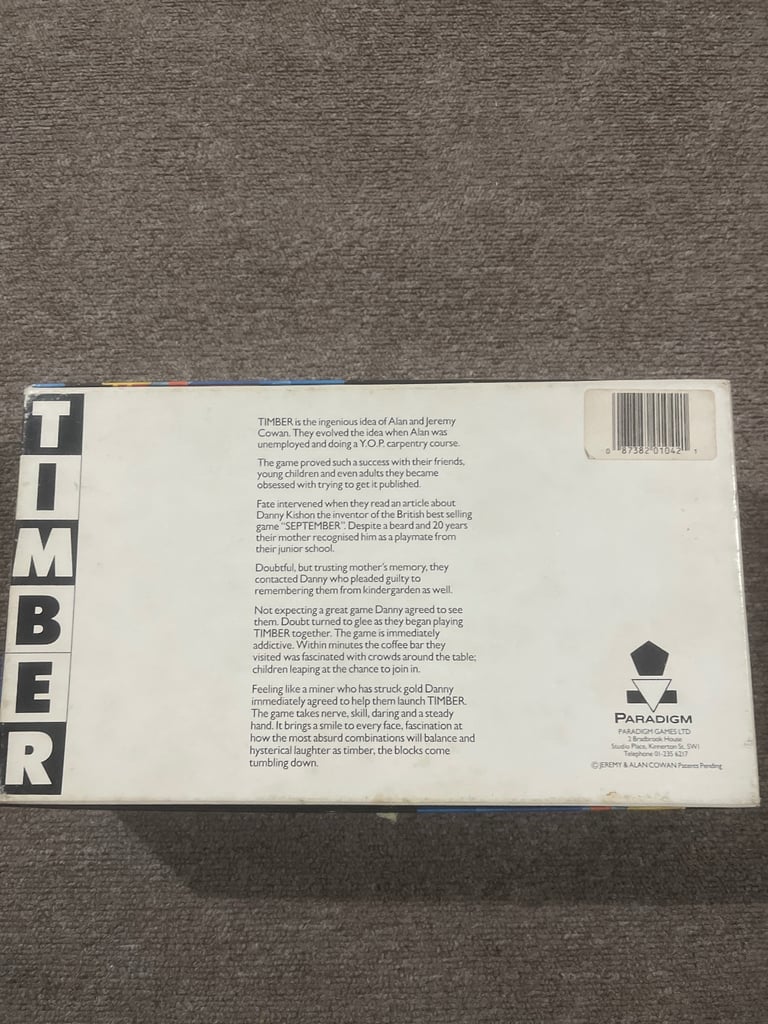 TIMBER
TIMBER is the ingenious idea of Alan and Jeremy
Cowan. They evolved the idea when Alan was
unemployed and doing a Y.O.P. carpentry course.
The game proved such a success with their friends,
young children and even adults they became
obsessed with trying to get it published.
Fate intervened when they read an article about
Danny Kishon the inventor of the British best selling
game "SEPTEMBER". Despite a beard and 20 years
their mother recognised him as a playmate from
their junior school.
Doubtful, but trusting mother's memory, they
contacted Danny who pleaded guilty to
remembering them from kindergarden as well.
Not expecting a great game Danny agreed to see
them. Doubt turned to glee as they began playing
TIMBER together. The game is immediately
addictive. Within minutes the coffee bar they
visited was fascinated with crowds around the table;
children leaping at the chance to join in.
Feeling like a miner who has struck gold Danny
immediately agreed to help them launch TIMBER.
The game takes nerve, skill, daring and a steady
hand. It brings a smile to every face, fascination at
how the most absurd combinations will balance and
hysterical laughter as timber, the blocks come
tumbling down.
0 87382 01042 1
PARADIGM
PARADIGM GAMES LTD
2 Bradbrook House
Studio Place, Kinnerton St. SW1
Telephone 01-235 6217
© JEREMY & ALAN COWAN Patents Pending